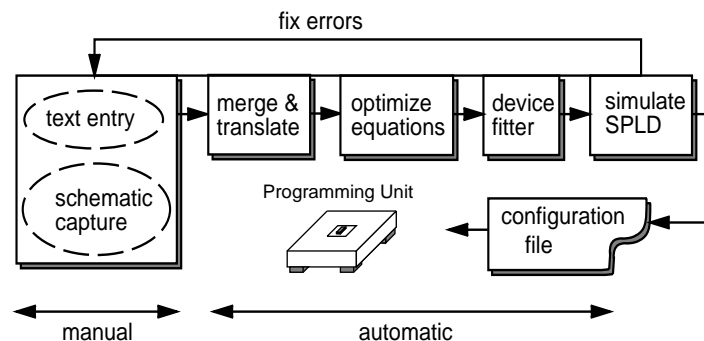 fix errors
text entry
schematic
capture
merge &
translate
optimize
equations
device
fitter
simulate
SPLD
Programming Unit
configuration
file
manual
automatic